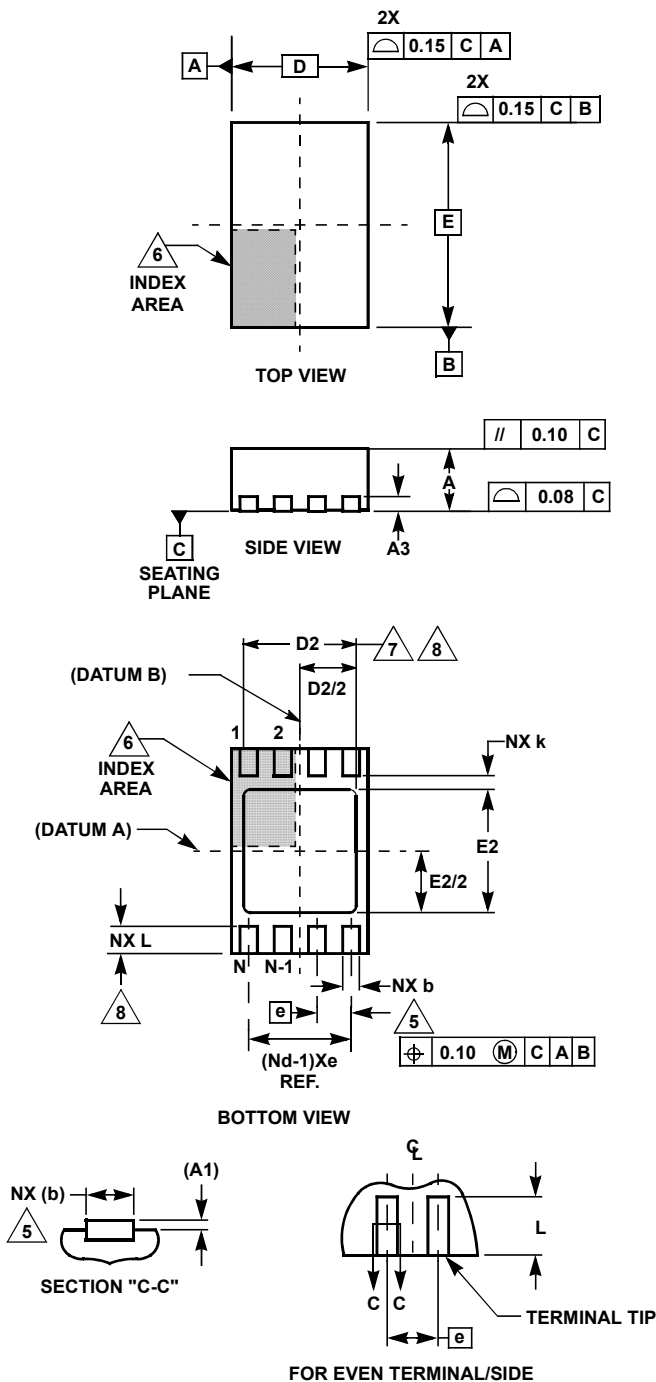 2X
⌓ 0.15 C A
A
D
2X
⌓ 0.15 C B
E
6
INDEX
AREA
B
TOP VIEW
// 0.10 C
A
⌓ 0.08 C
C
SIDE VIEW
A3
SEATING
PLANE
D2
7 8
(DATUM B)
D2/2
1 2
6
INDEX
AREA
NX k
(DATUM A)
E2
E2/2
NX L
N N-1
NX b
8
e
5
(Nd-1)Xe
REF.
⌖ 0.10 Ⓜ C A B
BOTTOM VIEW
(A1)
NX (b)
5
SECTION "C-C"
℄
L
C C
TERMINAL TIP
e
FOR EVEN TERMINAL/SIDE